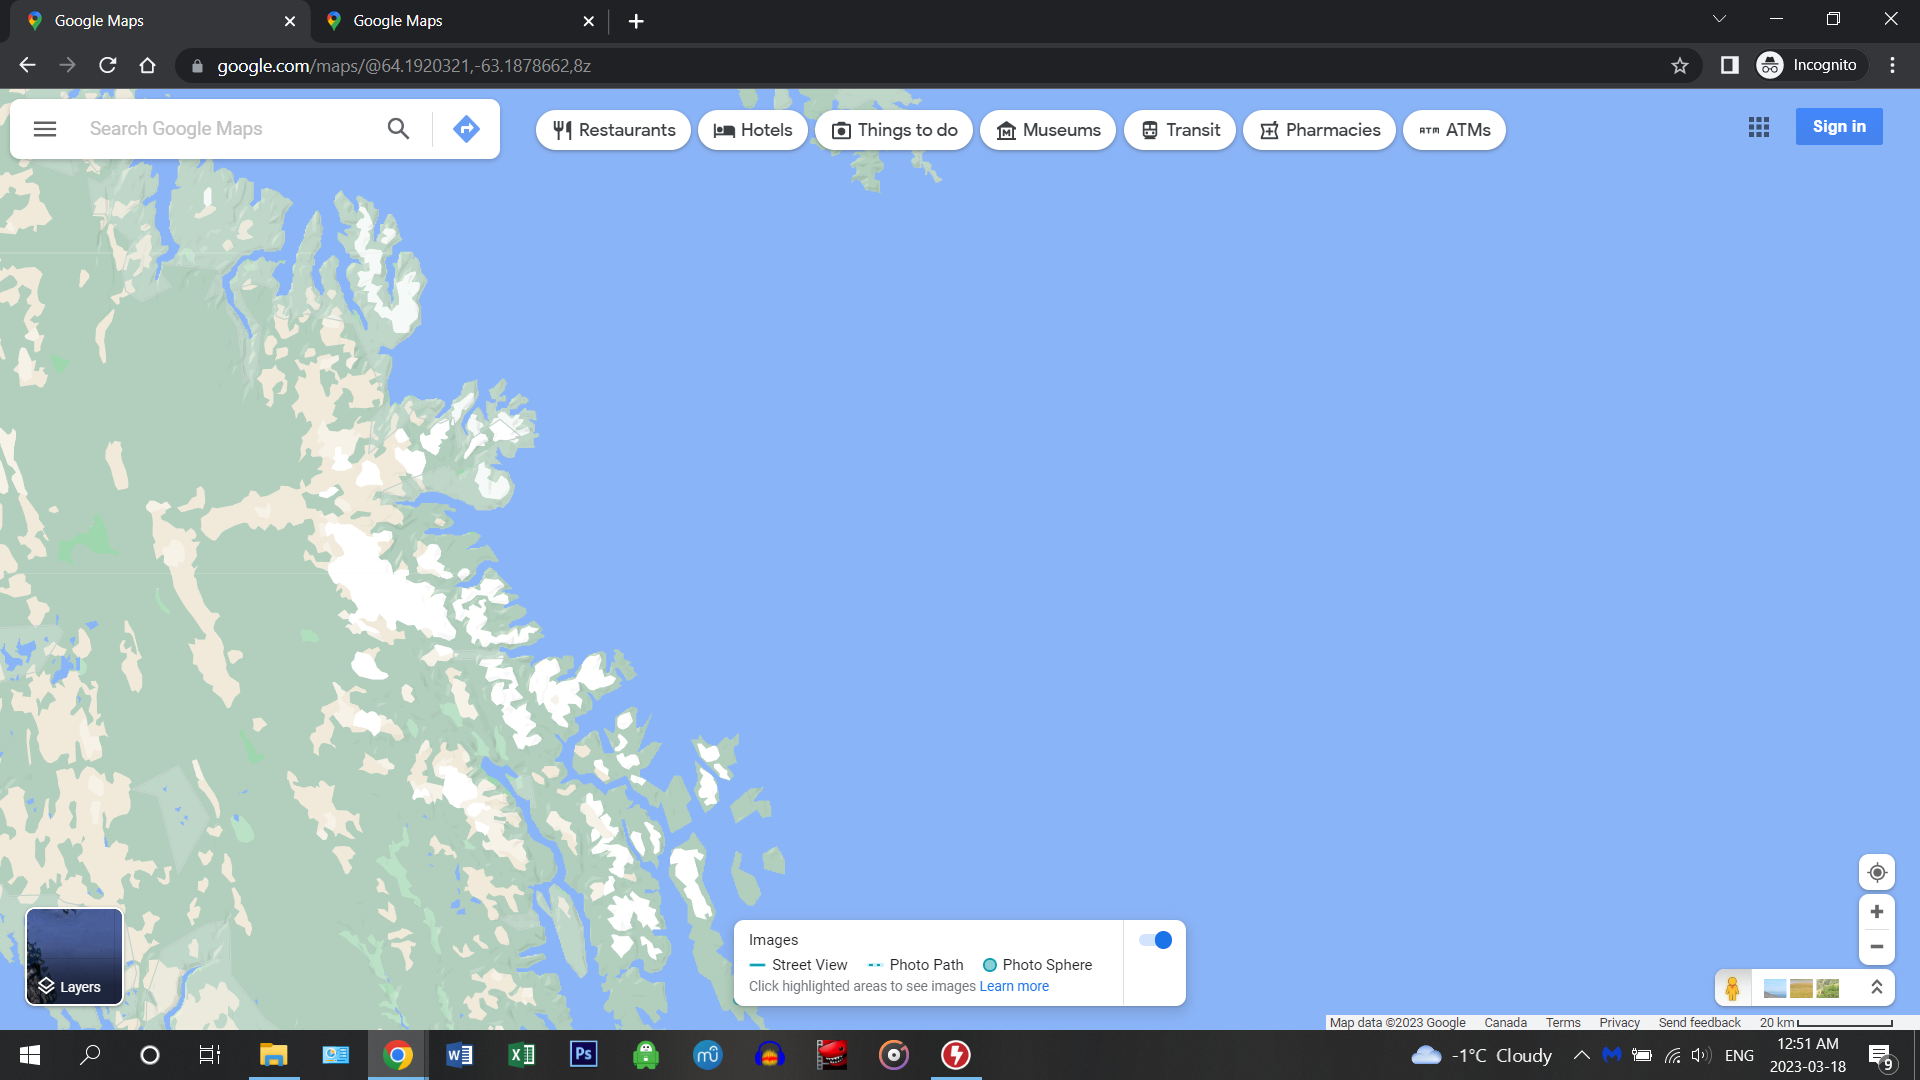 Google Maps
Google Maps
google.com/maps/@64.1920321,-63.1878662,8z
Incognito
Search Google Maps
Restaurants
Hotels
Things to do
Museums
Transit
Pharmacies
ATM ATMs
Sign in
Layers
Images
Street View
Photo Path
Photo Sphere
Click highlighted areas to see images Learn more
Map data ©2023 Google
Canada
Terms
Privacy
Send feedback
20 km
W
X
Ps
mu
-1°C Cloudy
ENG
12:51 AM
2023-03-18
9